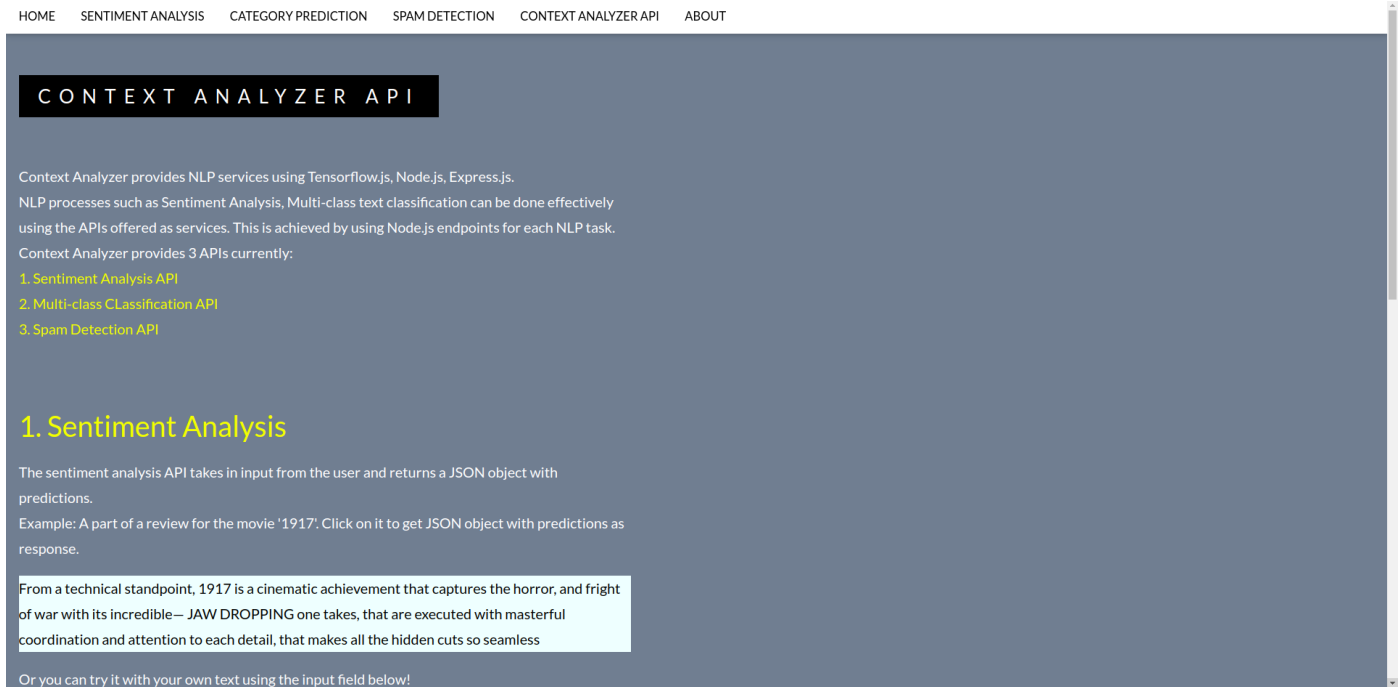 HOME SENTIMENT ANALYSIS CATEGORY PREDICTION SPAM DETECTION CONTEXT ANALYZER API ABOUT
CONTEXT ANALYZER API
Context Analyzer provides NLP services using Tensorflow.js, Node.js, Express.js.
NLP processes such as Sentiment Analysis, Multi-class text classification can be done effectively
using the APIs offered as services. This is achieved by using Node.js endpoints for each NLP task.
Context Analyzer provides 3 APIs currently:
1. Sentiment Analysis API
2. Multi-class CLassification API
3. Spam Detection API
1. Sentiment Analysis
The sentiment analysis API takes in input from the user and returns a JSON object with
predictions.
Example: A part of a review for the movie '1917'. Click on it to get JSON object with predictions as
response.
From a technical standpoint, 1917 is a cinematic achievement that captures the horror, and fright
of war with its incredible— JAW DROPPING one takes, that are executed with masterful
coordination and attention to each detail, that makes all the hidden cuts so seamless
Or you can try it with your own text using the input field below!